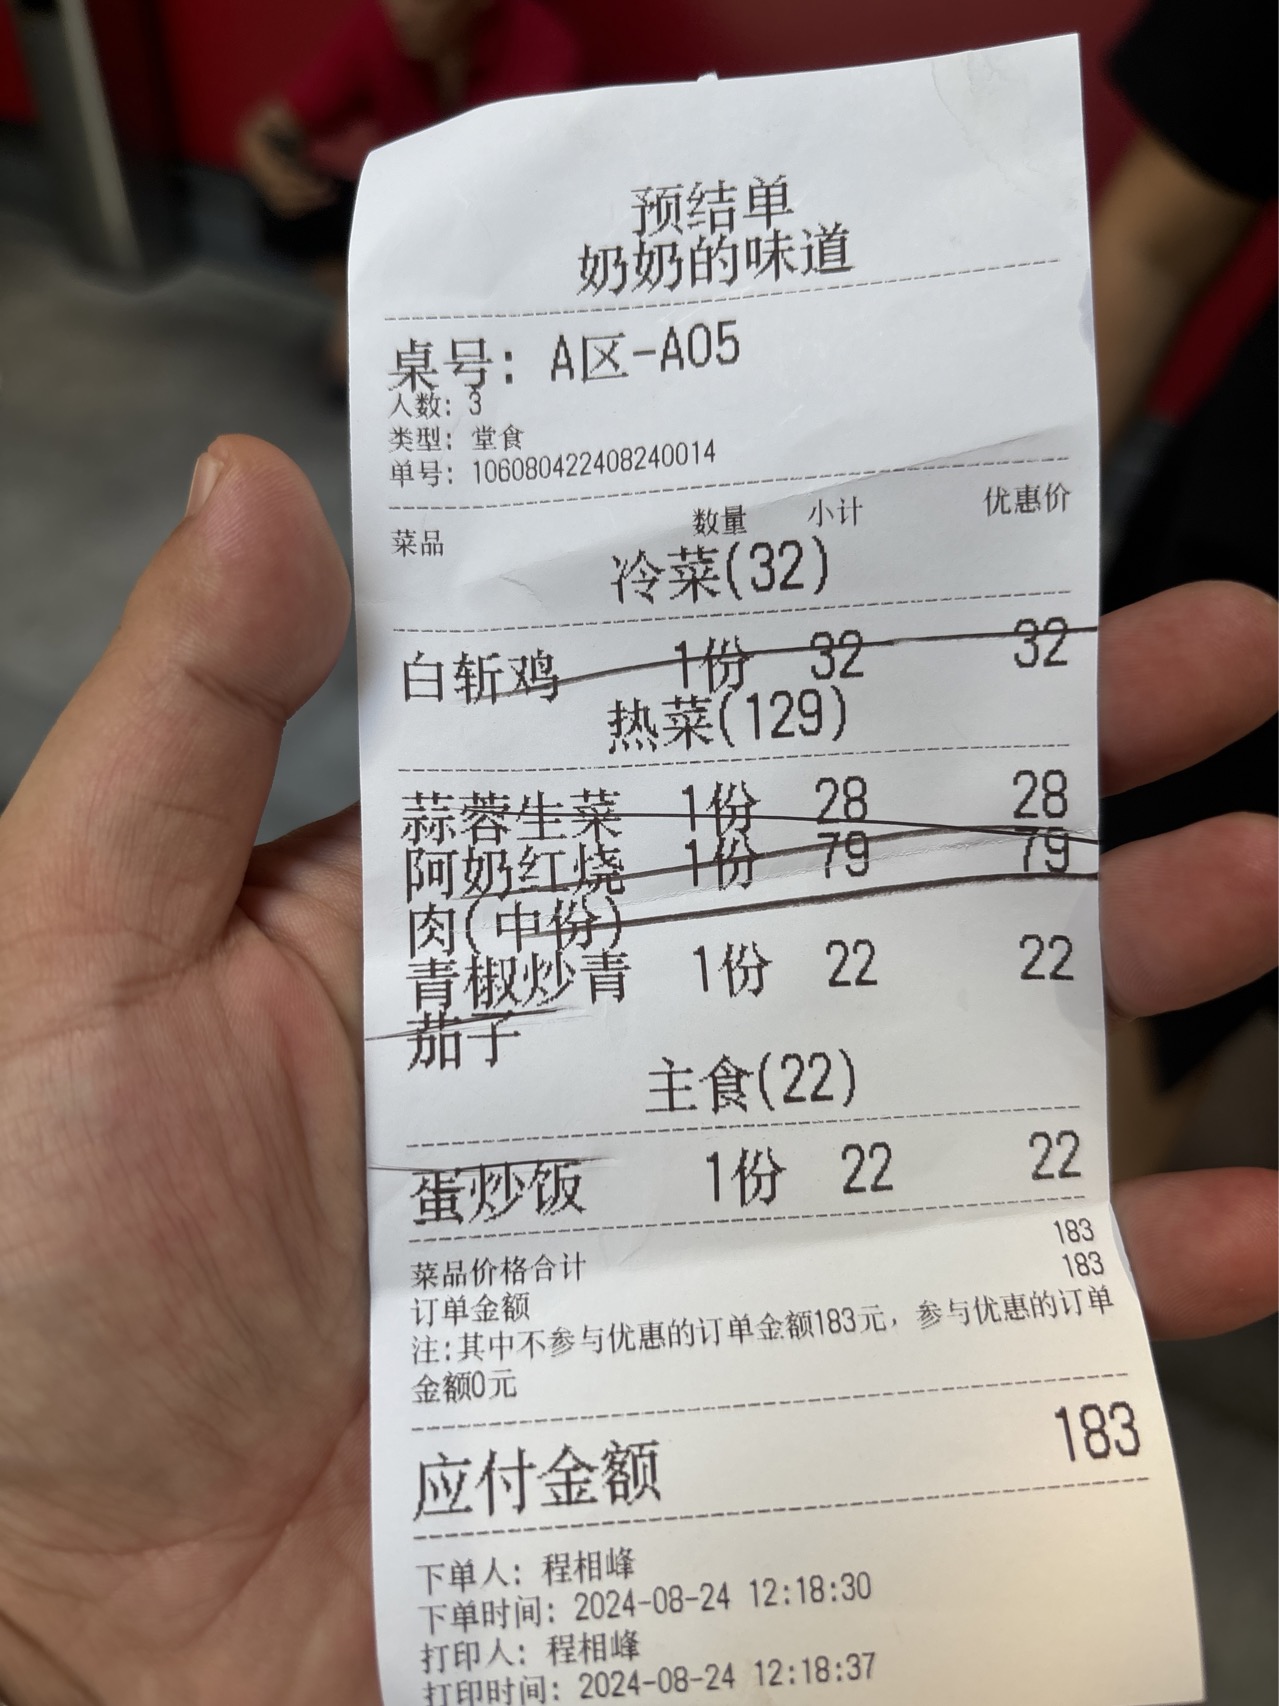 预结单
奶奶的味道
桌号: A区-A05
人数: 3
类型: 堂食
单号: 106080422408240014
菜品 数量 小计 优惠价
冷菜(32)
白斩鸡 1份 32 32
热菜(129)
蒜蓉生菜 1份 28 28
阿奶红烧 1份 79 79
肉(中份)
青椒炒青 1份 22 22
茄子
主食(22)
蛋炒饭 1份 22 22
菜品价格合计 183
订单金额 183
注:其中不参与优惠的订单金额183元, 参与优惠的订单
金额0元
应付金额 183
下单人: 程相峰
下单时间: 2024-08-24 12:18:30
打印人: 程相峰
打印时间: 2024-08-24 12:18:37